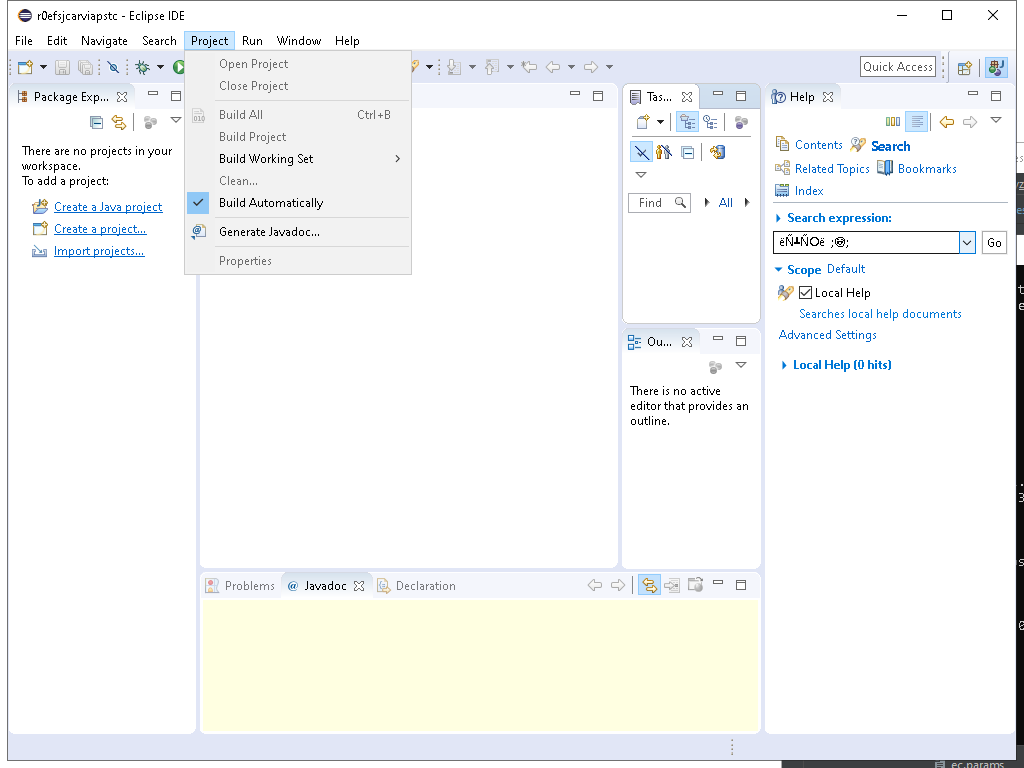 r0efsjcarviapstc - Eclipse IDE
File Edit Navigate Search Project Run Window Help
Quick Access
Open Project
Close Project
Build All Ctrl+B
Build Project
Build Working Set
Clean...
Build Automatically
Generate Javadoc...
Properties
Package Exp...
There are no projects in your
workspace.
To add a project:
Create a Java project
Create a project...
Import projects...
Tas...
Find All
Ou...
There is no active
editor that provides an
outline.
Help
Contents Search
Related Topics Bookmarks
Index
Search expression:
Go
Scope Default
Local Help
Searches local help documents
Advanced Settings
Local Help (0 hits)
Problems @ Javadoc Declaration
ec.params